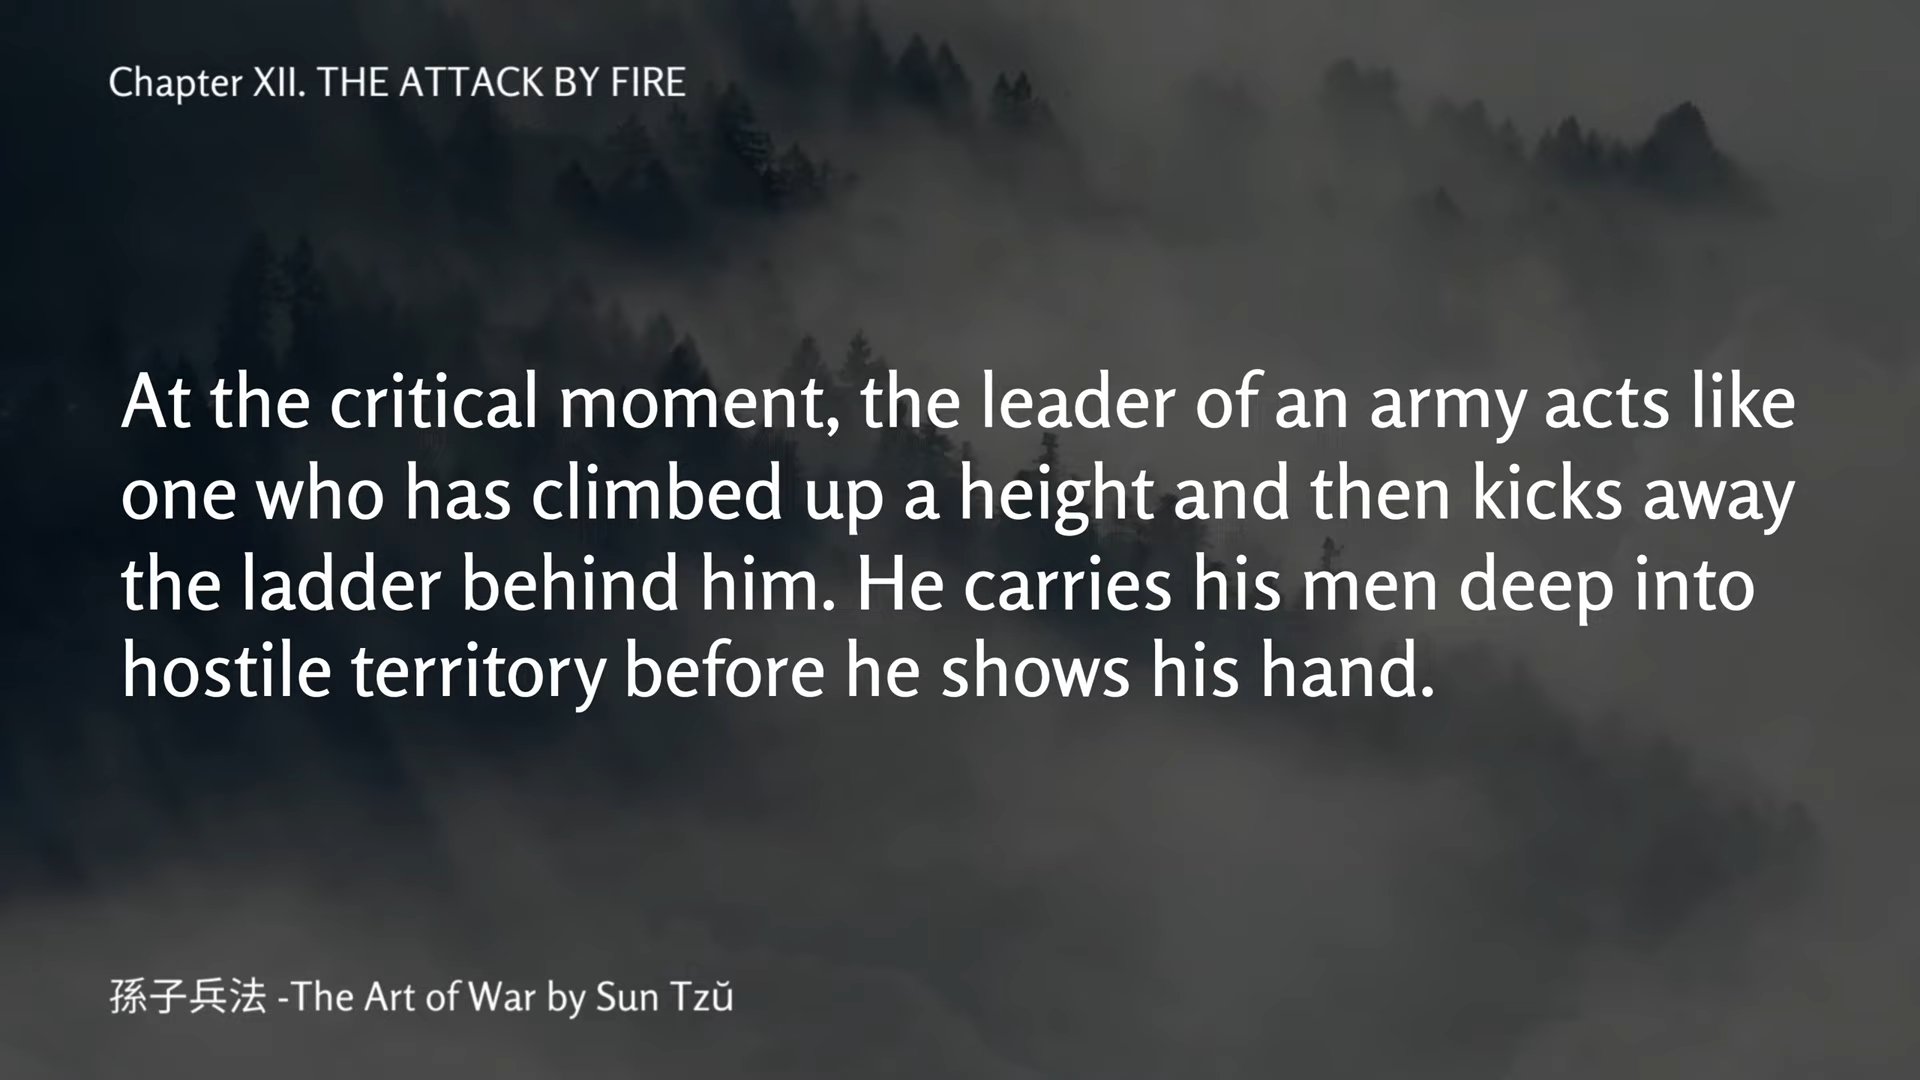 Chapter XII. THE ATTACK BY FIRE
At the critical moment, the leader of an army acts like
one who has climbed up a height and then kicks away
the ladder behind him. He carries his men deep into
hostile territory before he shows his hand.
孫子兵法 -The Art of War by Sun Tzŭ